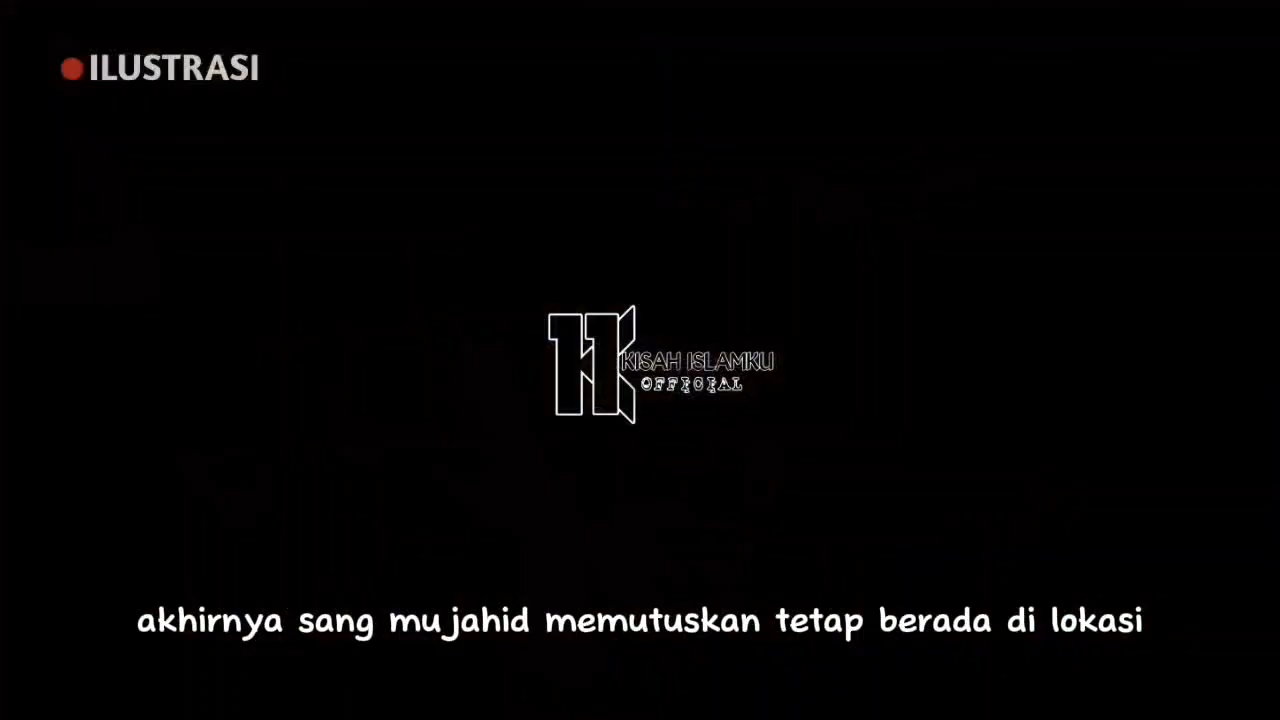 ILUSTRASI
KISAH ISLAMKU
OFFICIAL
akhirnya sang mujahid memutuskan tetap berada di lokasi